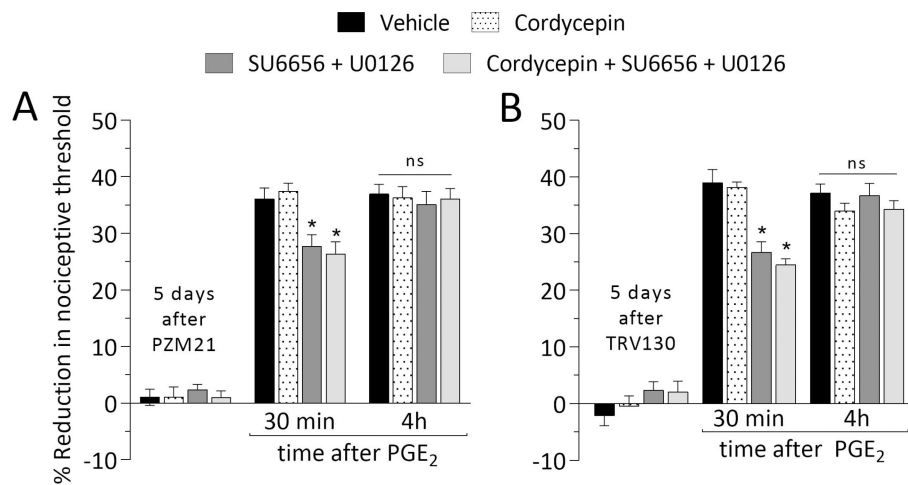 Vehicle Cordycepin
SU6656 + U0126 Cordycepin + SU6656 + U0126
A
% Reduction in nociceptive threshold
50
40
30
20
10
0
-10
5 days
after
PZM21
* *
ns
30 min 4h
time after PGE2
B
50
40
30
20
10
0
-10
5 days
after
TRV130
* *
ns
30 min 4h
time after PGE2